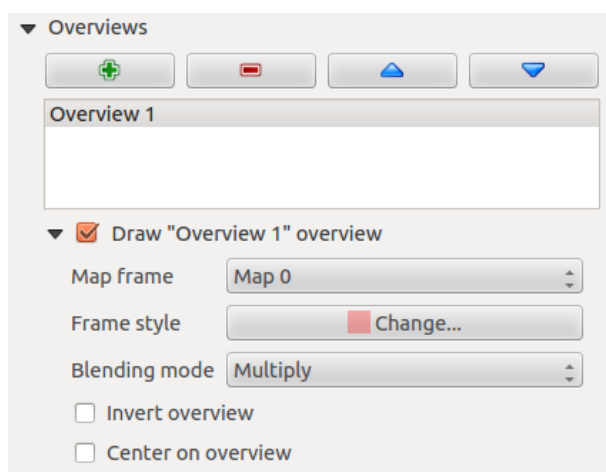 Overviews
Overview 1
Draw "Overview 1" overview
Map frame Map 0
Frame style Change...
Blending mode Multiply
Invert overview
Center on overview